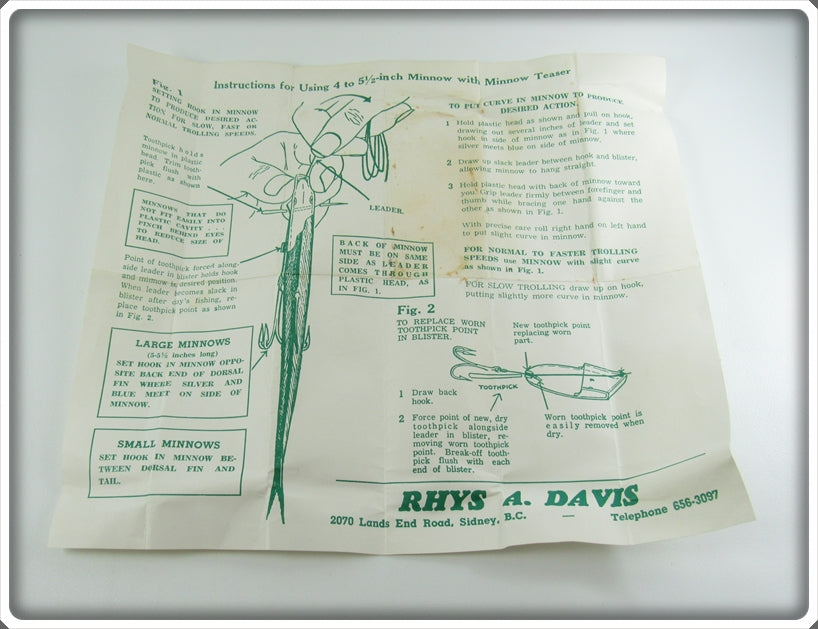 Instructions for Using 4 to 5½-inch Minnow with Minnow Teaser
Fig. 1
SETTING HOOK IN MINNOW
TO PRODUCE DESIRED AC-
TION FOR SLOW, FAST OR
NORMAL TROLLING SPEEDS.
Toothpick holds
minnow in plastic
head. Trim tooth-
pick flush with
plastic as shown
here.
MINNOWS THAT DO
NOT FIT EASILY INTO
PLASTIC CAVITY . . .
PINCH BEHIND EYES
TO REDUCE SIZE OF
HEAD.
Point of toothpick forced along-
side leader in blister holds hook
and minnow in desired position.
When leader becomes slack in
blister after day's fishing, re-
place toothpick point as shown
in Fig. 2.
LARGE MINNOWS
(5-5½ inches long)
SET HOOK IN MINNOW OPPO-
SITE BACK END OF DORSAL
FIN WHERE SILVER AND
BLUE MEET ON SIDE OF
MINNOW.
SMALL MINNOWS
SET HOOK IN MINNOW BE-
TWEEN DORSAL FIN AND
TAIL.
LEADER.
BACK OF MINNOW
MUST BE ON SAME
SIDE AS LEADER
COMES THROUGH
PLASTIC HEAD, AS
IN FIG. 1.
TO PUT CURVE IN MINNOW TO PRODUCE
DESIRED ACTION.
1 Hold plastic head as shown and pull on hook,
drawing out several inches of leader and set
hook in side of minnow as in Fig. 1 where
silver meets blue on side of minnow.
2 Draw up slack leader between hook and blister,
allowing minnow to hang straight.
3 Hold plastic head with back of minnow toward
you. Grip leader firmly between forefinger and
thumb while bracing one hand against the
other as shown in Fig. 1.
With precise care roll right hand on left hand
to put slight curve in minnow.
FOR NORMAL TO FASTER TROLLING
SPEEDS use MINNOW with slight curve
as shown in Fig. 1.
FOR SLOW TROLLING draw up on hook,
putting slightly more curve in minnow.
Fig. 2
TO REPLACE WORN
TOOTHPICK POINT
IN BLISTER.
New toothpick point
replacing worn
part.
TOOTHPICK
1 Draw back
hook.
2 Force point of new, dry
toothpick alongside
leader in blister, re-
moving worn toothpick
point. Break-off tooth-
pick flush with each
end of blister.
Worn toothpick point is
easily removed when
dry.
RHYS A. DAVIS
2070 Lands End Road, Sidney, B.C. — Telephone 656-3097